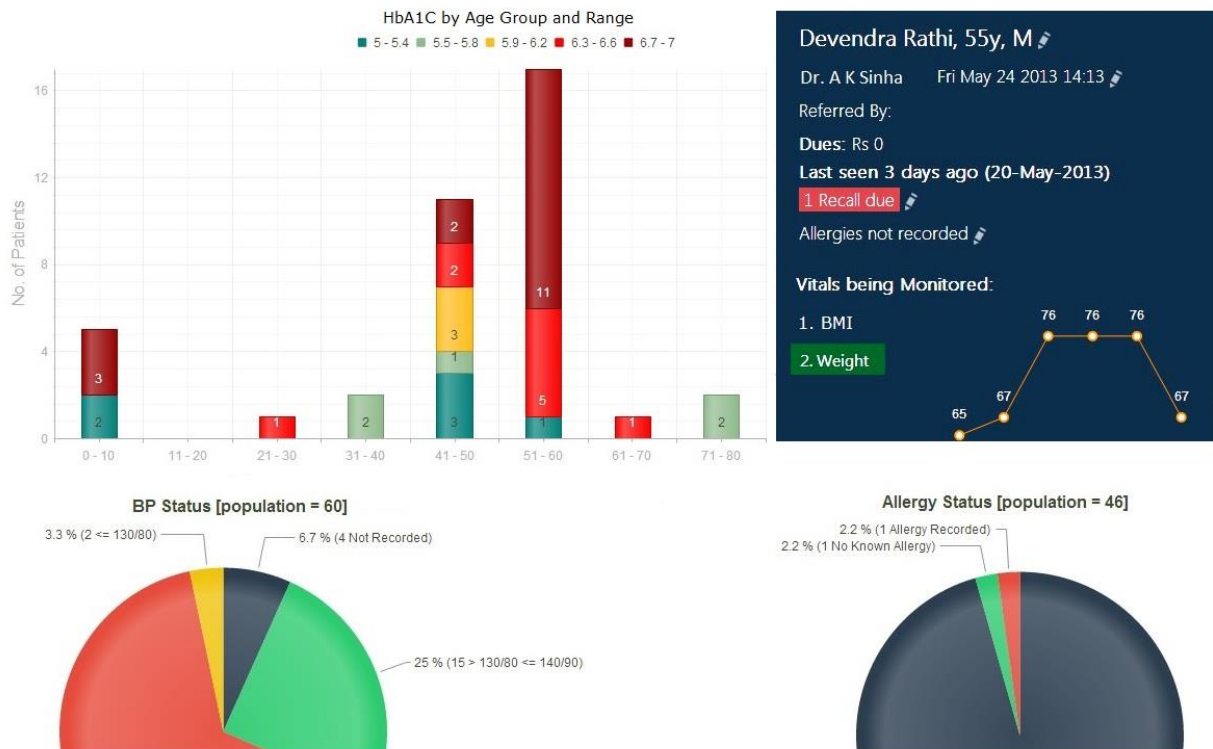 HbA1C by Age Group and Range
5 - 5.4 5.5 - 5.8 5.9 - 6.2 6.3 - 6.6 6.7 - 7
No. of Patients
16
12
8
4
0
3
2
1
2
2
2
3
1
3
11
5
1
1
2
0 - 10 11 - 20 21 - 30 31 - 40 41 - 50 51 - 60 61 - 70 71 - 80
Devendra Rathi, 55y, M
Dr. A K Sinha Fri May 24 2013 14:13
Referred By:
Dues: Rs 0
Last seen 3 days ago (20-May-2013)
1 Recall due
Allergies not recorded
Vitals being Monitored:
1. BMI
2. Weight
65 67 76 76 76 67
BP Status [population = 60]
3.3 % (2 <= 130/80)
6.7 % (4 Not Recorded)
25 % (15 > 130/80 <= 140/90)
Allergy Status [population = 46]
2.2 % (1 Allergy Recorded)
2.2 % (1 No Known Allergy)